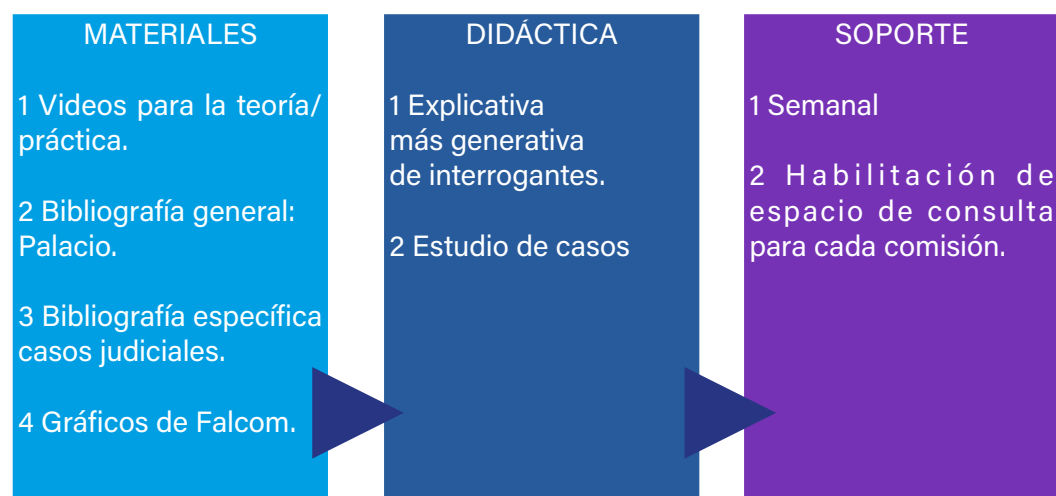 MATERIALES
1 Videos para la teoría/
práctica.
2 Bibliografía general:
Palacio.
3 Bibliografía específica
casos judiciales.
4 Gráficos de Falcom.
DIDÁCTICA
1 Explicativa
más generativa
de interrogantes.
2 Estudio de casos
SOPORTE
1 Semanal
2 Habilitación de
espacio de consulta
para cada comisión.